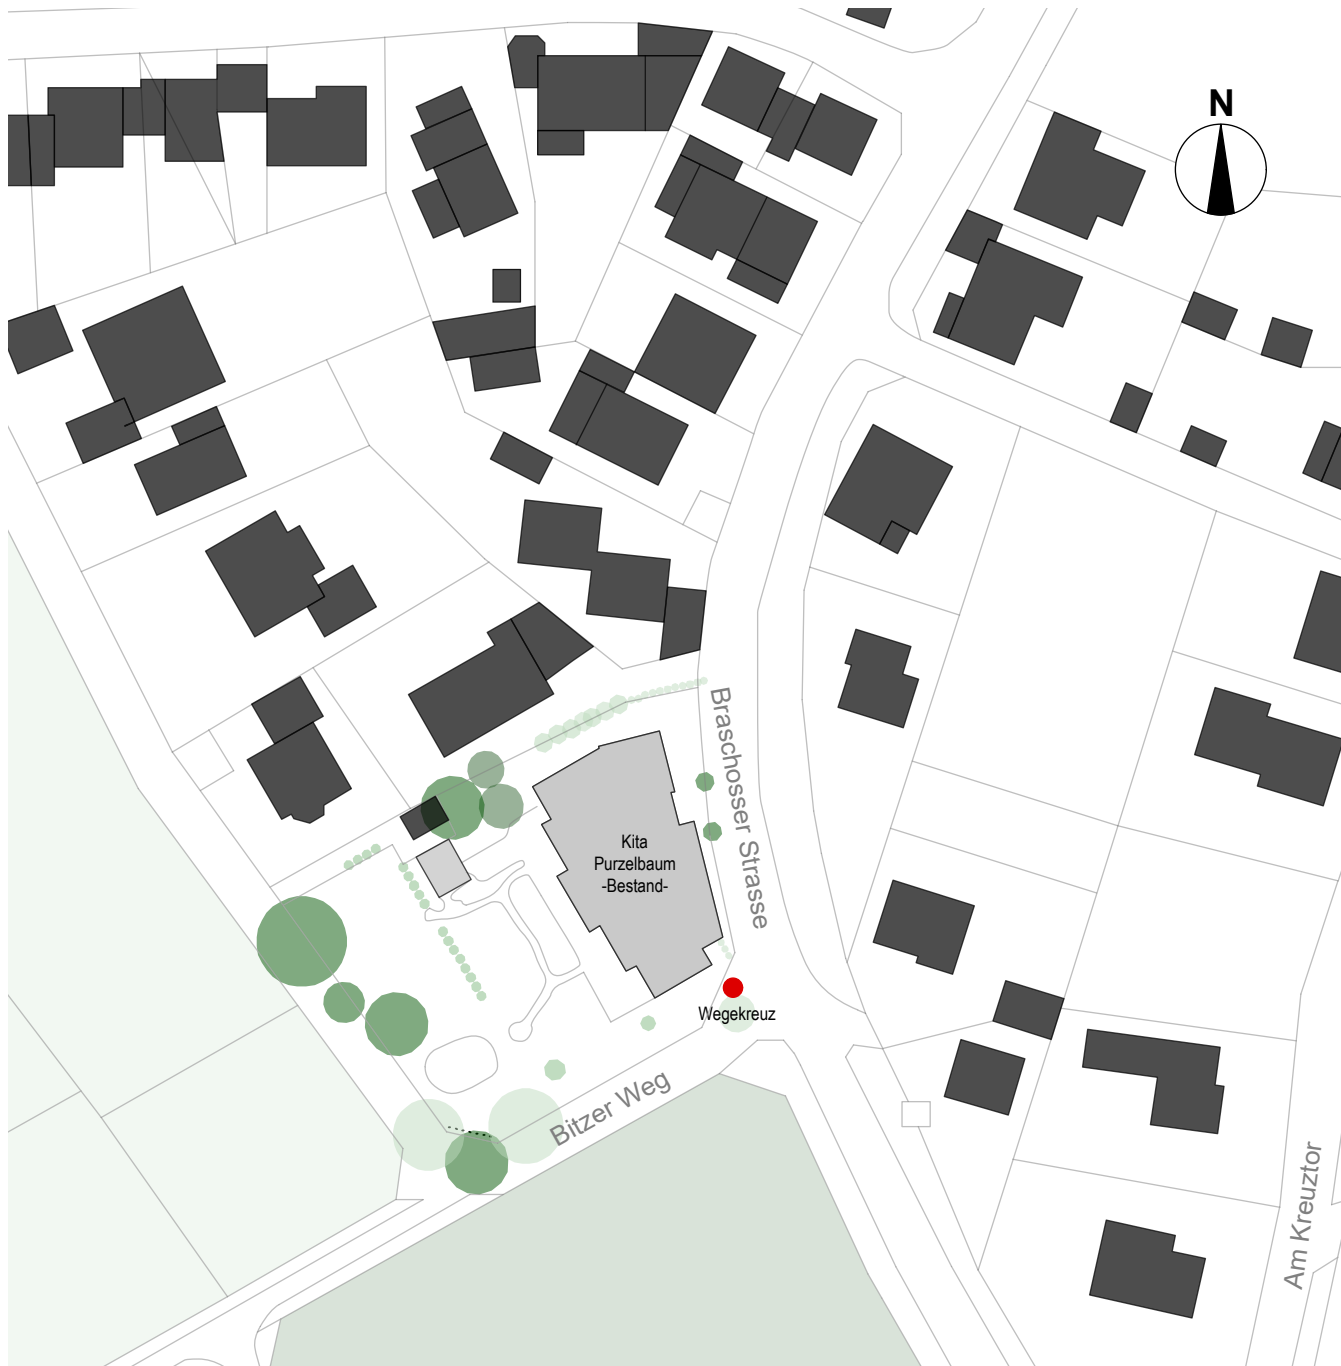 N
Braschosser Strasse
Kita
Purzelbaum
-Bestand-
Wegekreuz
Bitzer Weg
Am Kreuztor